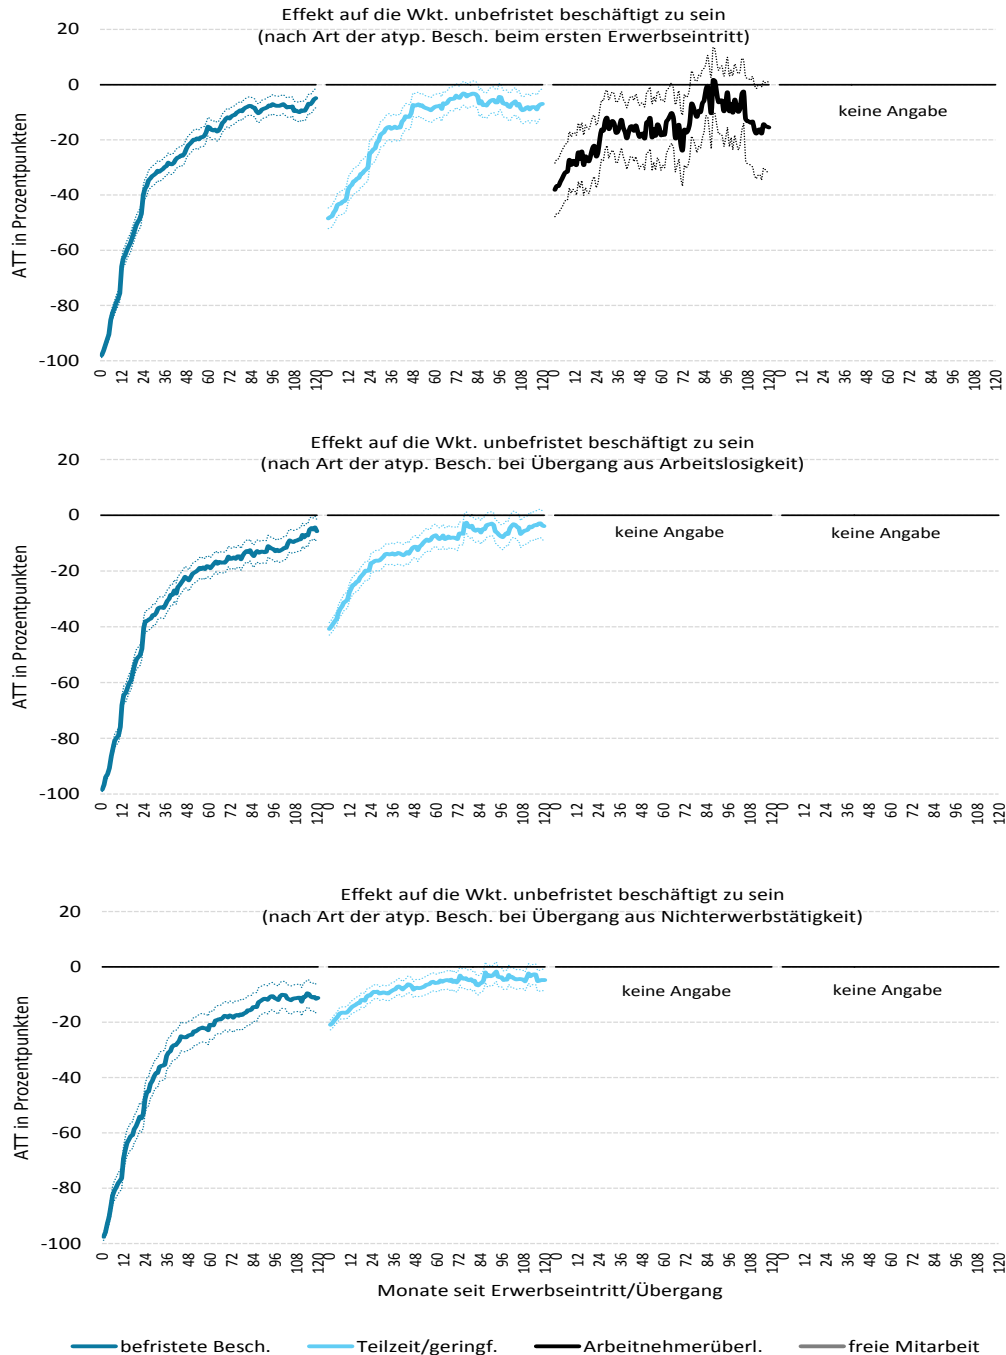 Effekt auf die Wkt. unbefristet beschäftigt zu sein
(nach Art der atyp. Besch. beim ersten Erwerbseintritt)
ATT in Prozentpunkten
20
0
-20
-40
-60
-80
-100
keine Angabe
0 12 24 36 48 60 72 84 96 108 120
0 12 24 36 48 60 72 84 96 108 120
0 12 24 36 48 60 72 84 96 108 120
0 12 24 36 48 60 72 84 96 108 120
Effekt auf die Wkt. unbefristet beschäftigt zu sein
(nach Art der atyp. Besch. bei Übergang aus Arbeitslosigkeit)
ATT in Prozentpunkten
20
0
-20
-40
-60
-80
-100
keine Angabe keine Angabe
0 12 24 36 48 60 72 84 96 108 120
0 12 24 36 48 60 72 84 96 108 120
0 12 24 36 48 60 72 84 96 108 120
0 12 24 36 48 60 72 84 96 108 120
Effekt auf die Wkt. unbefristet beschäftigt zu sein
(nach Art der atyp. Besch. bei Übergang aus Nichterwerbstätigkeit)
ATT in Prozentpunkten
20
0
-20
-40
-60
-80
-100
keine Angabe keine Angabe
0 12 24 36 48 60 72 84 96 108 120
0 12 24 36 48 60 72 84 96 108 120
0 12 24 36 48 60 72 84 96 108 120
0 12 24 36 48 60 72 84 96 108 120
Monate seit Erwerbseintritt/Übergang
befristete Besch. Teilzeit/geringf. Arbeitnehmerüberl. freie Mitarbeit